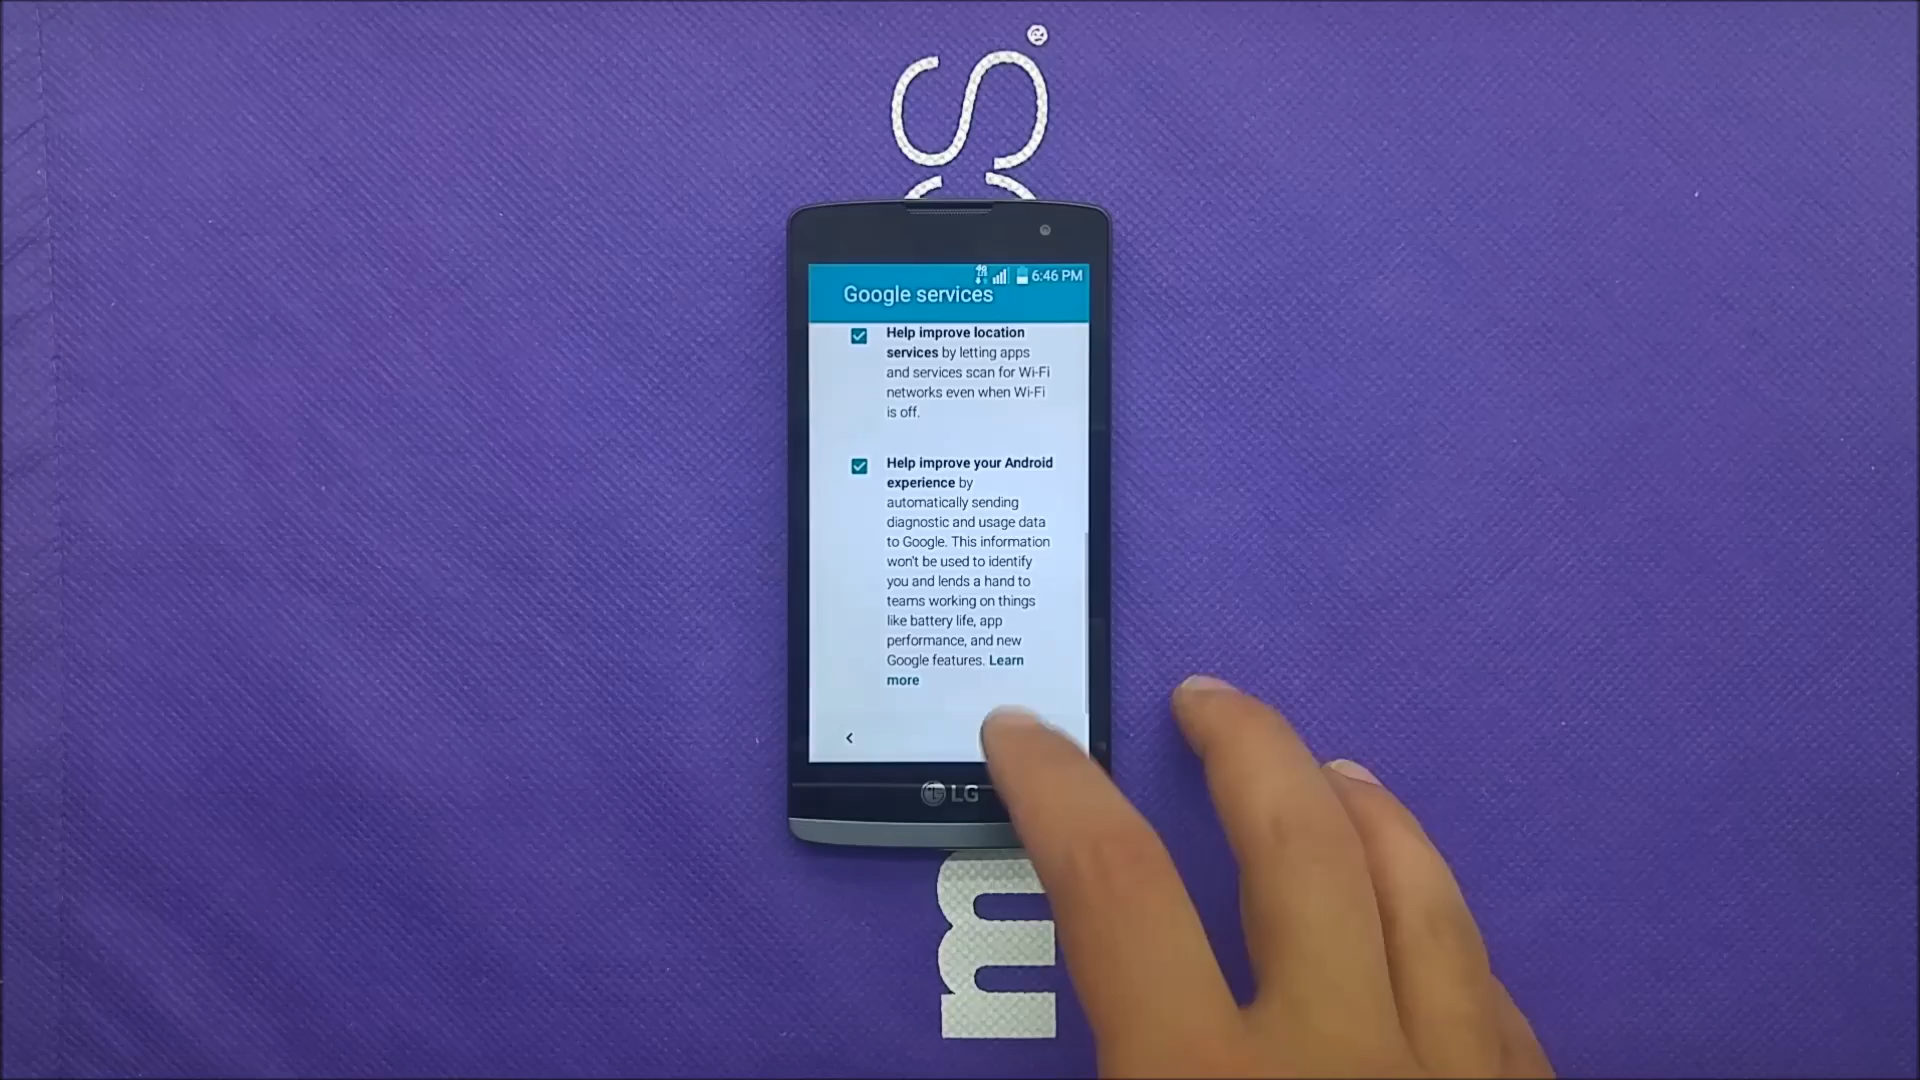 S®
4G LTE 6:46 PM
Google services
Help improve location
services by letting apps
and services scan for Wi-Fi
networks even when Wi-Fi
is off.
Help improve your Android
experience by
automatically sending
diagnostic and usage data
to Google. This information
won't be used to identify
you and lends a hand to
teams working on things
like battery life, app
performance, and new
Google features. Learn
more
LG
m